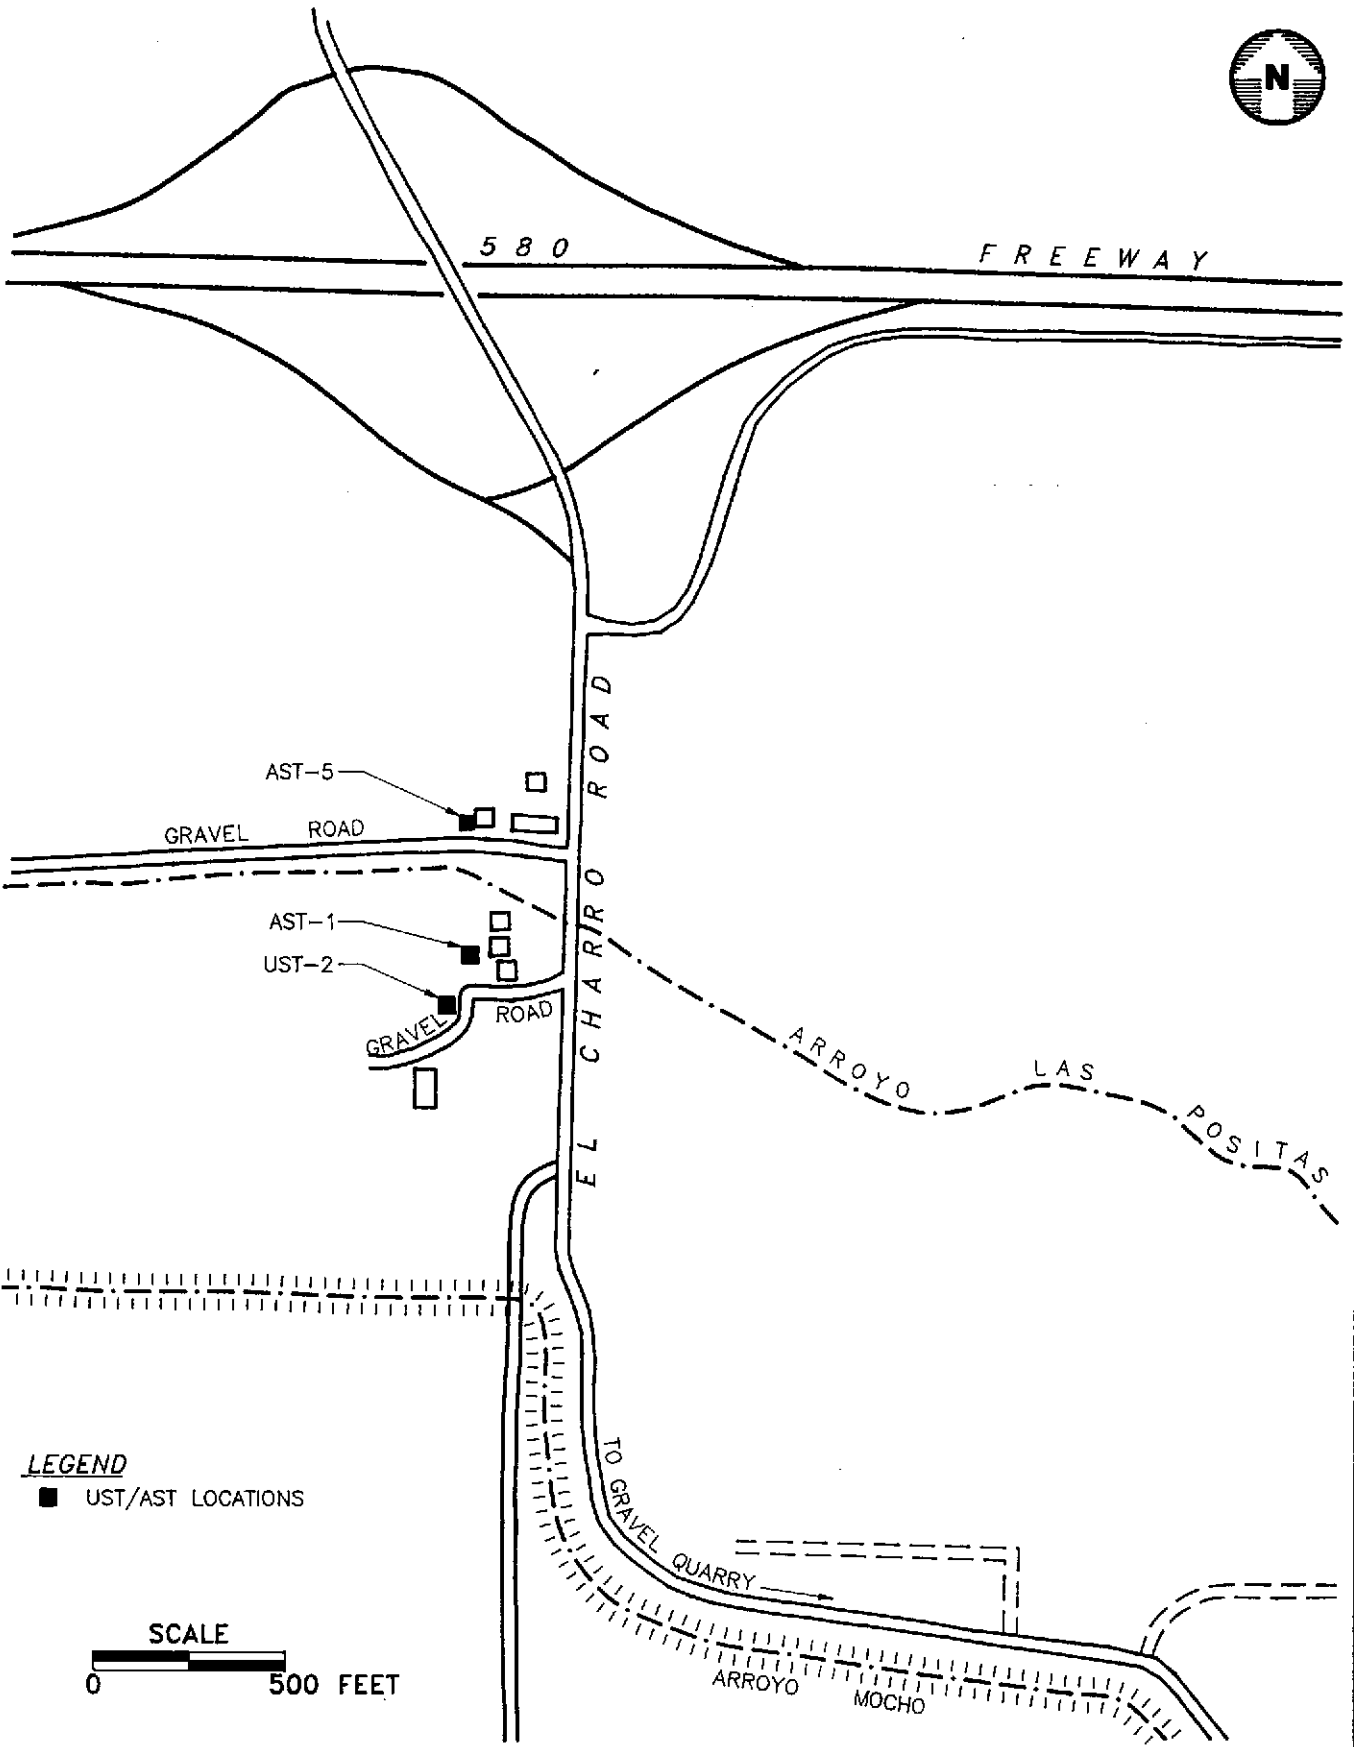 N
580 FREEWAY
EL CHARRO ROAD
AST-5
GRAVEL ROAD
AST-1
UST-2
GRAVEL ROAD
ARROYO LAS POSITAS
LEGEND
UST/AST LOCATIONS
TO GRAVEL QUARRY
SCALE
0 500 FEET
ARROYO MOCHO